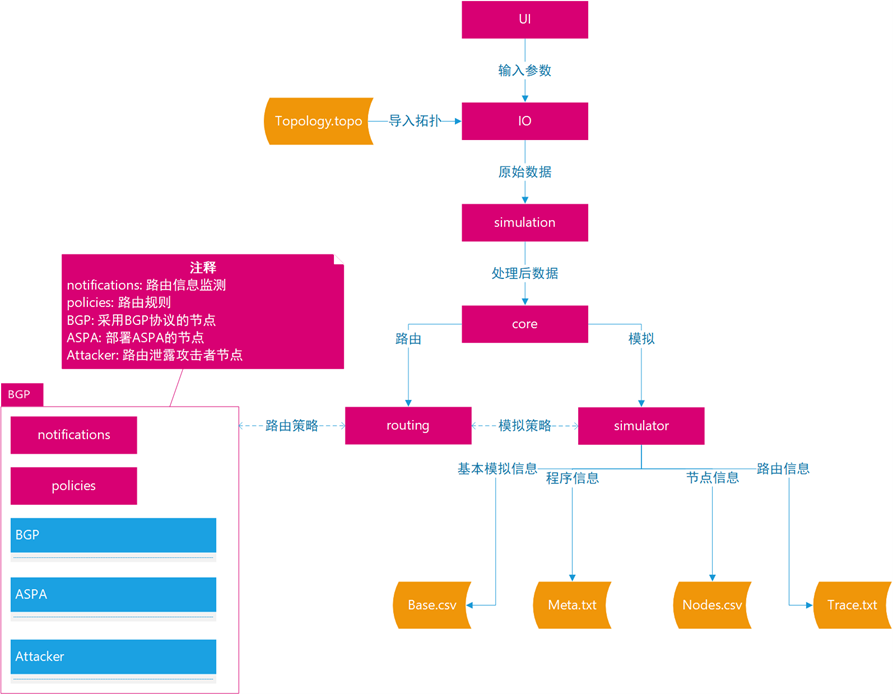 UI
输入参数
Topology.topo
导入拓扑
IO
原始数据
simulation
处理后数据
注释
notifications: 路由信息监测
policies: 路由规则
BGP: 采用BGP协议的节点
ASPA: 部署ASPA的节点
Attacker: 路由泄露攻击者节点
core
路由
模拟
BGP
notifications
policies
BGP
ASPA
Attacker
路由策略
routing
模拟策略
simulator
基本模拟信息
程序信息
节点信息
路由信息
Base.csv
Meta.txt
Nodes.csv
Trace.txt